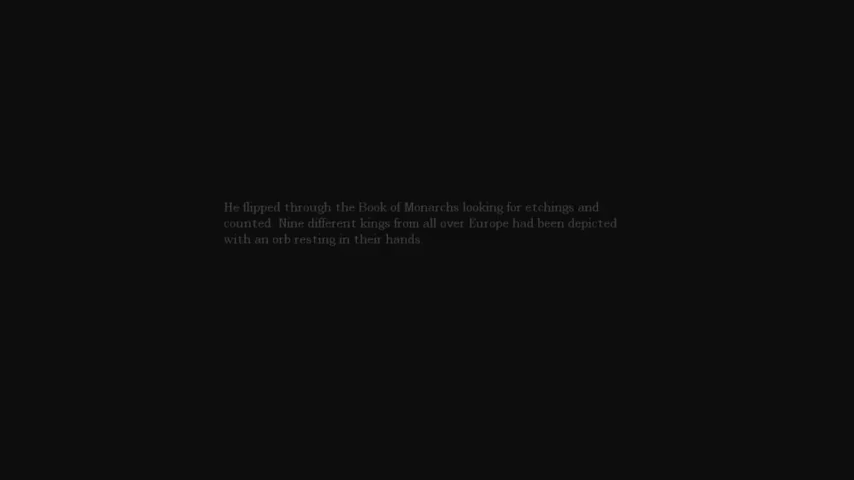 He flipped through the Book of Monarchs looking for etchings and
counted. Nine different kings from all over Europe had been depicted
with an orb resting in their hands.